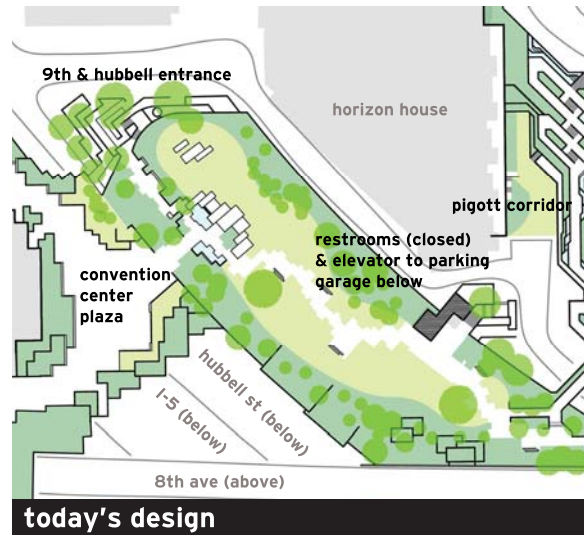 9th & hubbell entrance
horizon house
pigott corridor
restrooms (closed)
& elevator to parking
garage below
convention
center
plaza
hubbell st (below)
I-5 (below)
8th ave (above)
today's design